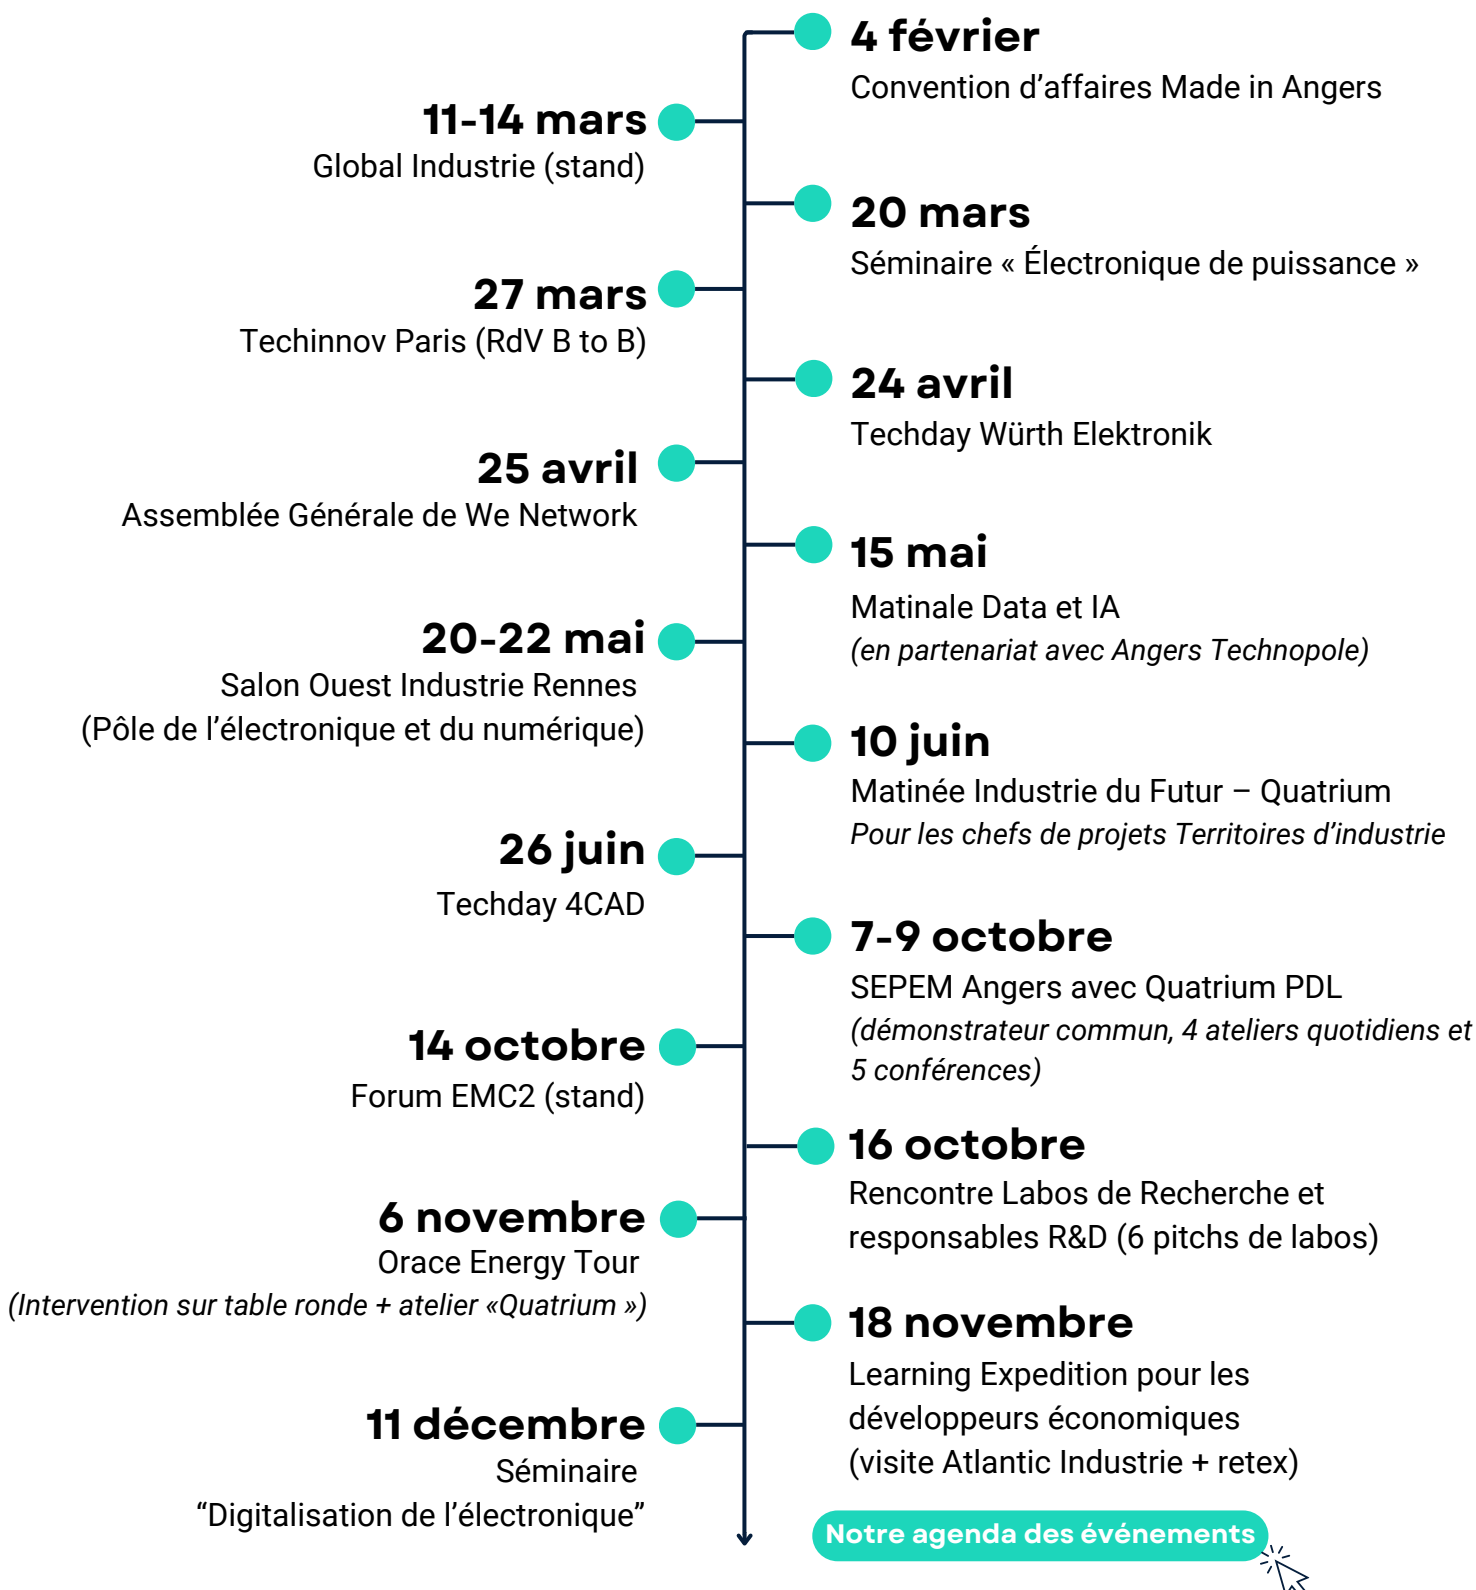 4 février
Convention d’affaires Made in Angers
11-14 mars
Global Industrie (stand)
20 mars
Séminaire « Électronique de puissance »
27 mars
Techinnov Paris (RdV B to B)
24 avril
Techday Würth Elektronik
25 avril
Assemblée Générale de We Network
15 mai
Matinale Data et IA
(en partenariat avec Angers Technopole)
20-22 mai
Salon Ouest Industrie Rennes
(Pôle de l’électronique et du numérique)
10 juin
Matinée Industrie du Futur – Quatrium
Pour les chefs de projets Territoires d’industrie
26 juin
Techday 4CAD
7-9 octobre
SEPEM Angers avec Quatrium PDL
(démonstrateur commun, 4 ateliers quotidiens et
5 conférences)
14 octobre
Forum EMC2 (stand)
16 octobre
Rencontre Labos de Recherche et
responsables R&D (6 pitchs de labos)
6 novembre
Orace Energy Tour
(Intervention sur table ronde + atelier «Quatrium »)
18 novembre
Learning Expedition pour les
développeurs économiques
(visite Atlantic Industrie + retex)
11 décembre
Séminaire
“Digitalisation de l’électronique”
Notre agenda des événements